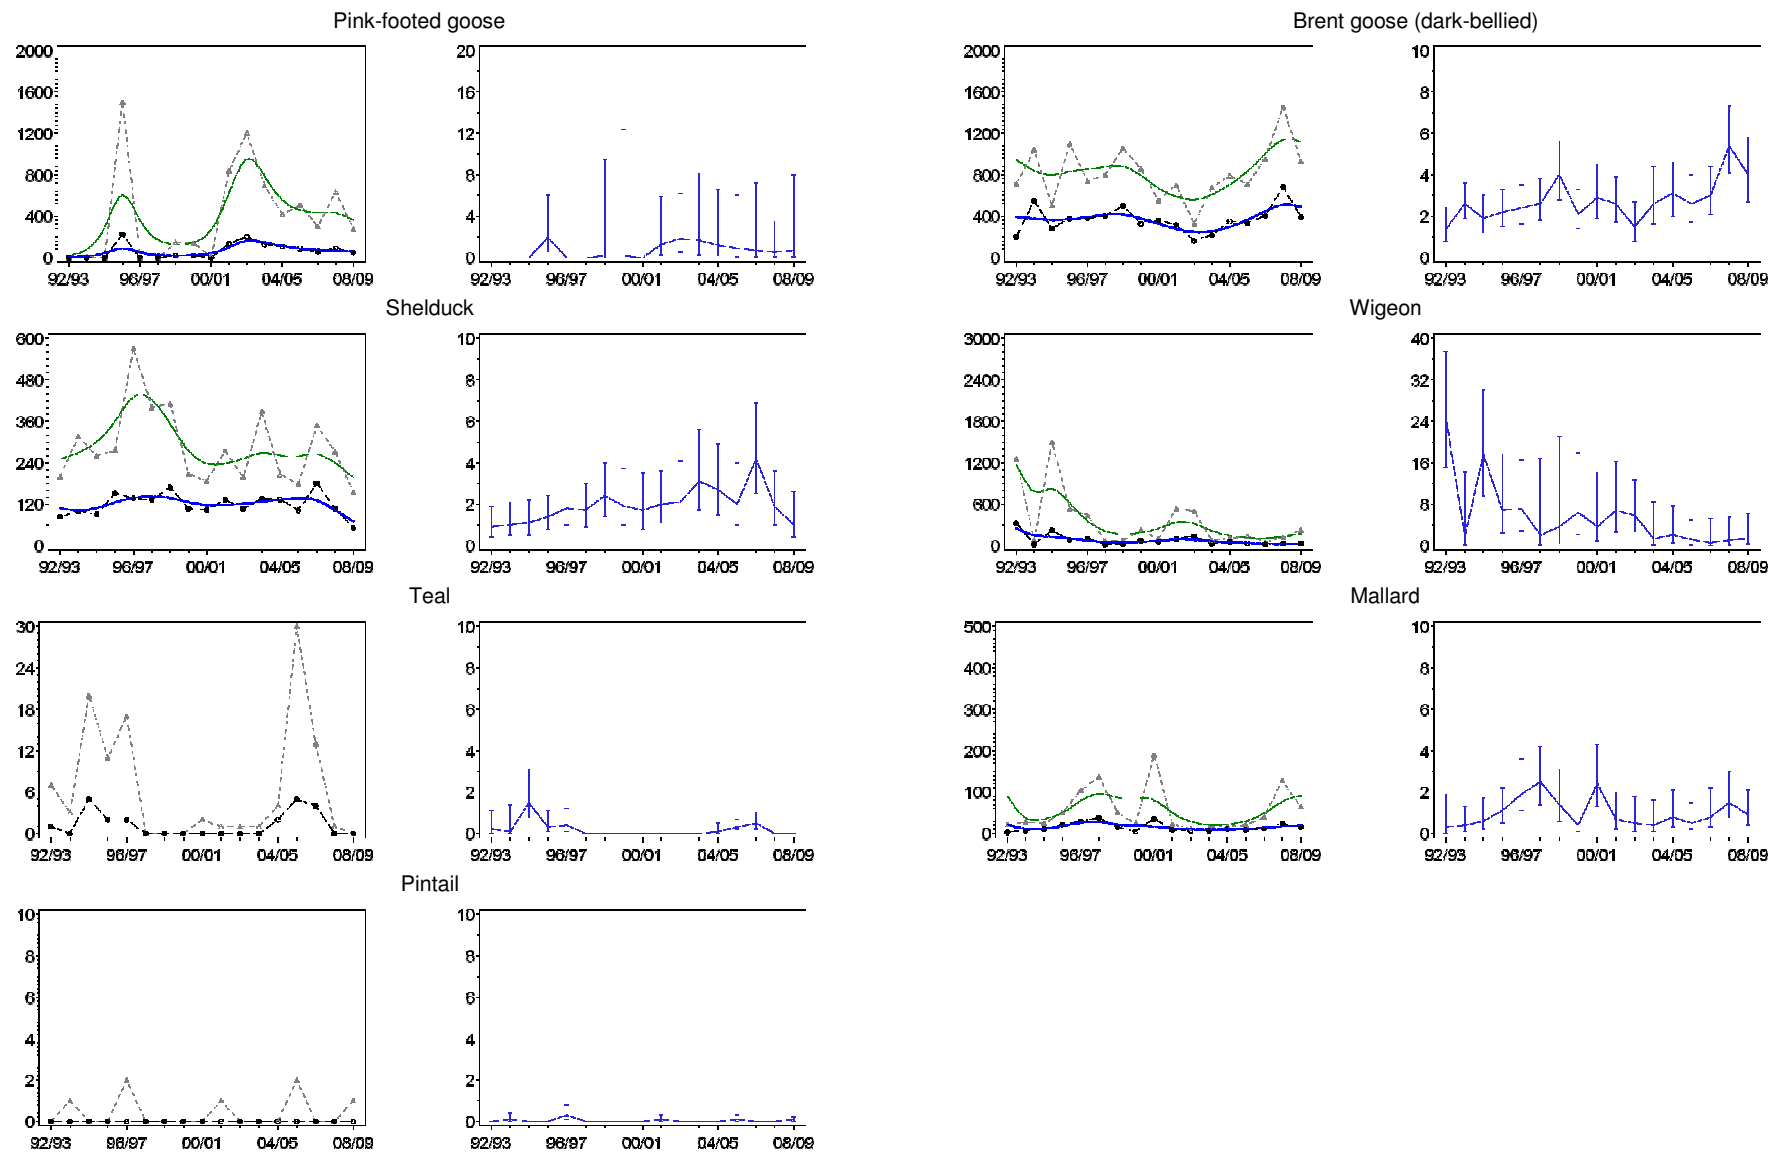 Pink-footed goose Brent goose (dark-bellied)
2000 20 2000 10
1600 16 1600 8
1200 12 1200 6
800 8 800 4
400 4 400 2
0 0 0 0
92/93 96/97 00/01 04/05 08/09 92/93 96/97 00/01 04/05 08/09 92/93 96/97 00/01 04/05 08/09 92/93 96/97 00/01 04/05 08/09
Shelduck Wigeon
600 10 3000 40
480 8 2400 32
360 6 1800 24
240 4 1200 16
120 2 600 8
0 0 0 0
92/93 96/97 00/01 04/05 08/09 92/93 96/97 00/01 04/05 08/09 92/93 96/97 00/01 04/05 08/09 92/93 96/97 00/01 04/05 08/09
Teal Mallard
30 10 500 10
24 8 400 8
18 6 300 6
12 4 200 4
6 2 100 2
0 0 0 0
92/93 96/97 00/01 04/05 08/09 92/93 96/97 00/01 04/05 08/09 92/93 96/97 00/01 04/05 08/09 92/93 96/97 00/01 04/05 08/09
Pintail
10 10
8 8
6 6
4 4
2 2
0 0
92/93 96/97 00/01 04/05 08/09 92/93 96/97 00/01 04/05 08/09